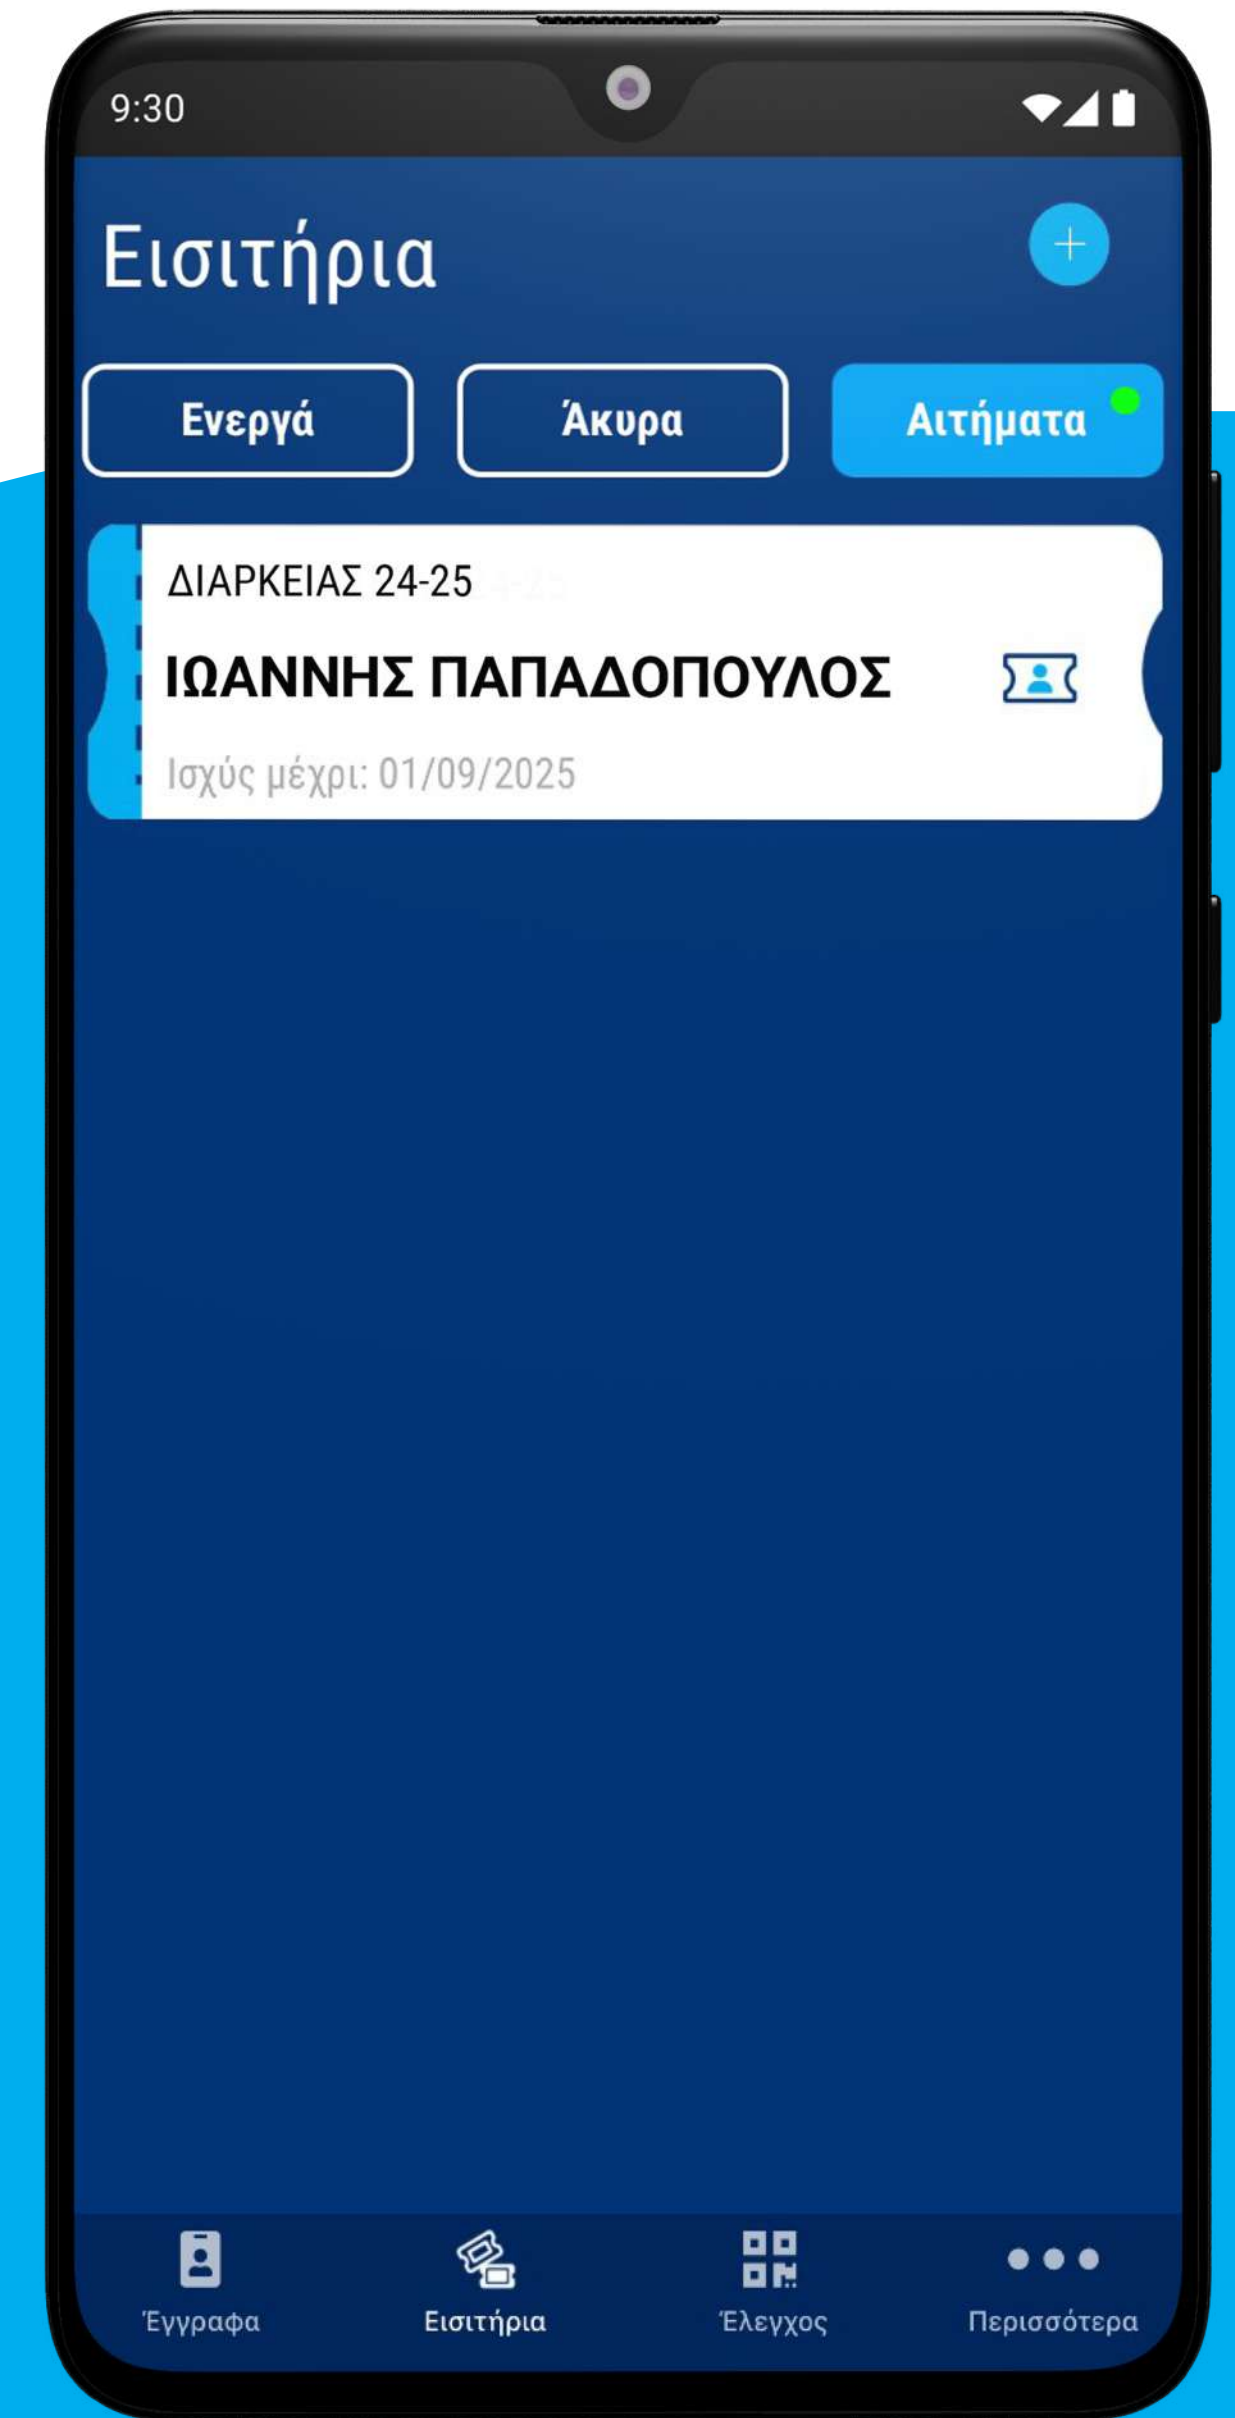 9:30
Εισιτήρια
Ενεργά
Άκυρα
Αιτήματα
ΔΙΑΡΚΕΙΑΣ 24-25
ΙΩΑΝΝΗΣ ΠΑΠΑΔΟΠΟΥΛΟΣ
Ισχύς μέχρι: 01/09/2025
Έγγραφα
Εισιτήρια
Έλεγχος
Περισσότερα